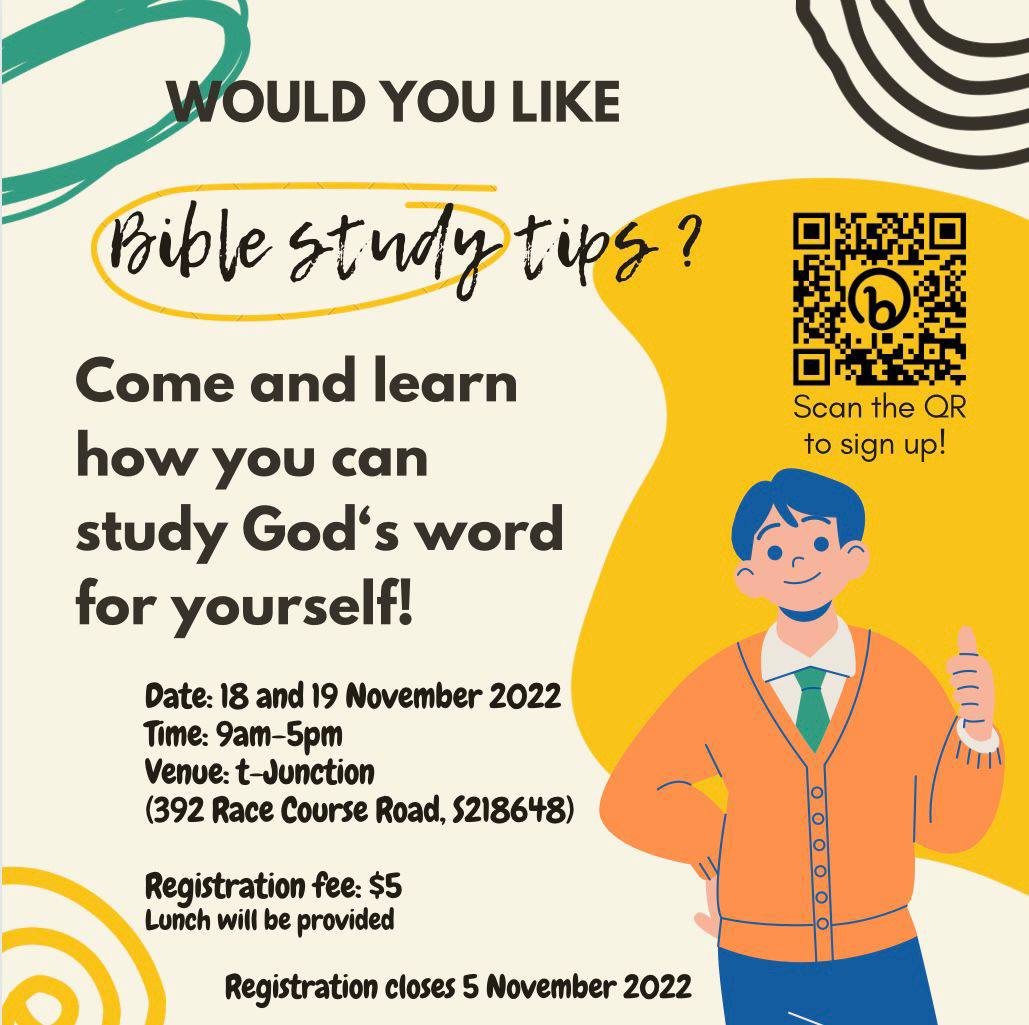 WOULD YOU LIKE
Bible study tips ?
Scan the QR
to sign up!
Come and learn
how you can
study God‘s word
for yourself!
Date: 18 and 19 November 2022
Time: 9am-5pm
Venue: t-Junction
(392 Race Course Road, S218648)
Registration fee: $5
Lunch will be provided
Registration closes 5 November 2022